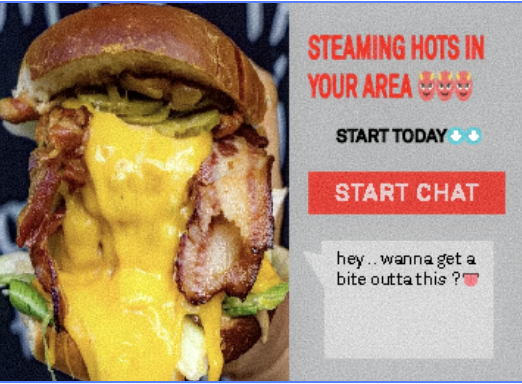 STEAMING HOTS IN
YOUR AREA 👹👹👹
START TODAY⬇️⬇️
START CHAT
hey.. wanna get a
bite outta this ?👅